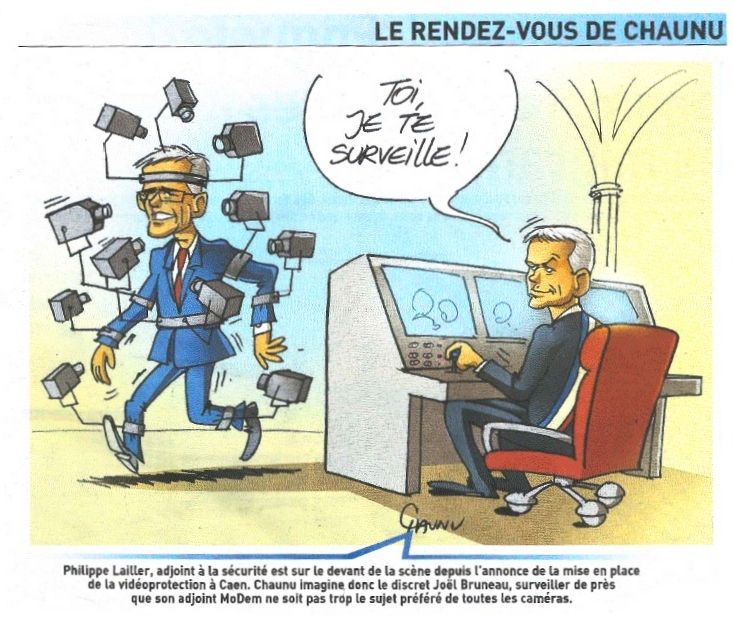 LE RENDEZ-VOUS DE CHAUNU
TOI,
JE TE
SURVEILLE!
CHAUNU
Philippe Lailler, adjoint à la sécurité est sur le devant de la scène depuis l'annonce de la mise en place
de la vidéoprotection à Caen. Chaunu imagine donc le discret Joël Bruneau, surveiller de près
que son adjoint MoDem ne soit pas trop le sujet préféré de toutes les caméras.